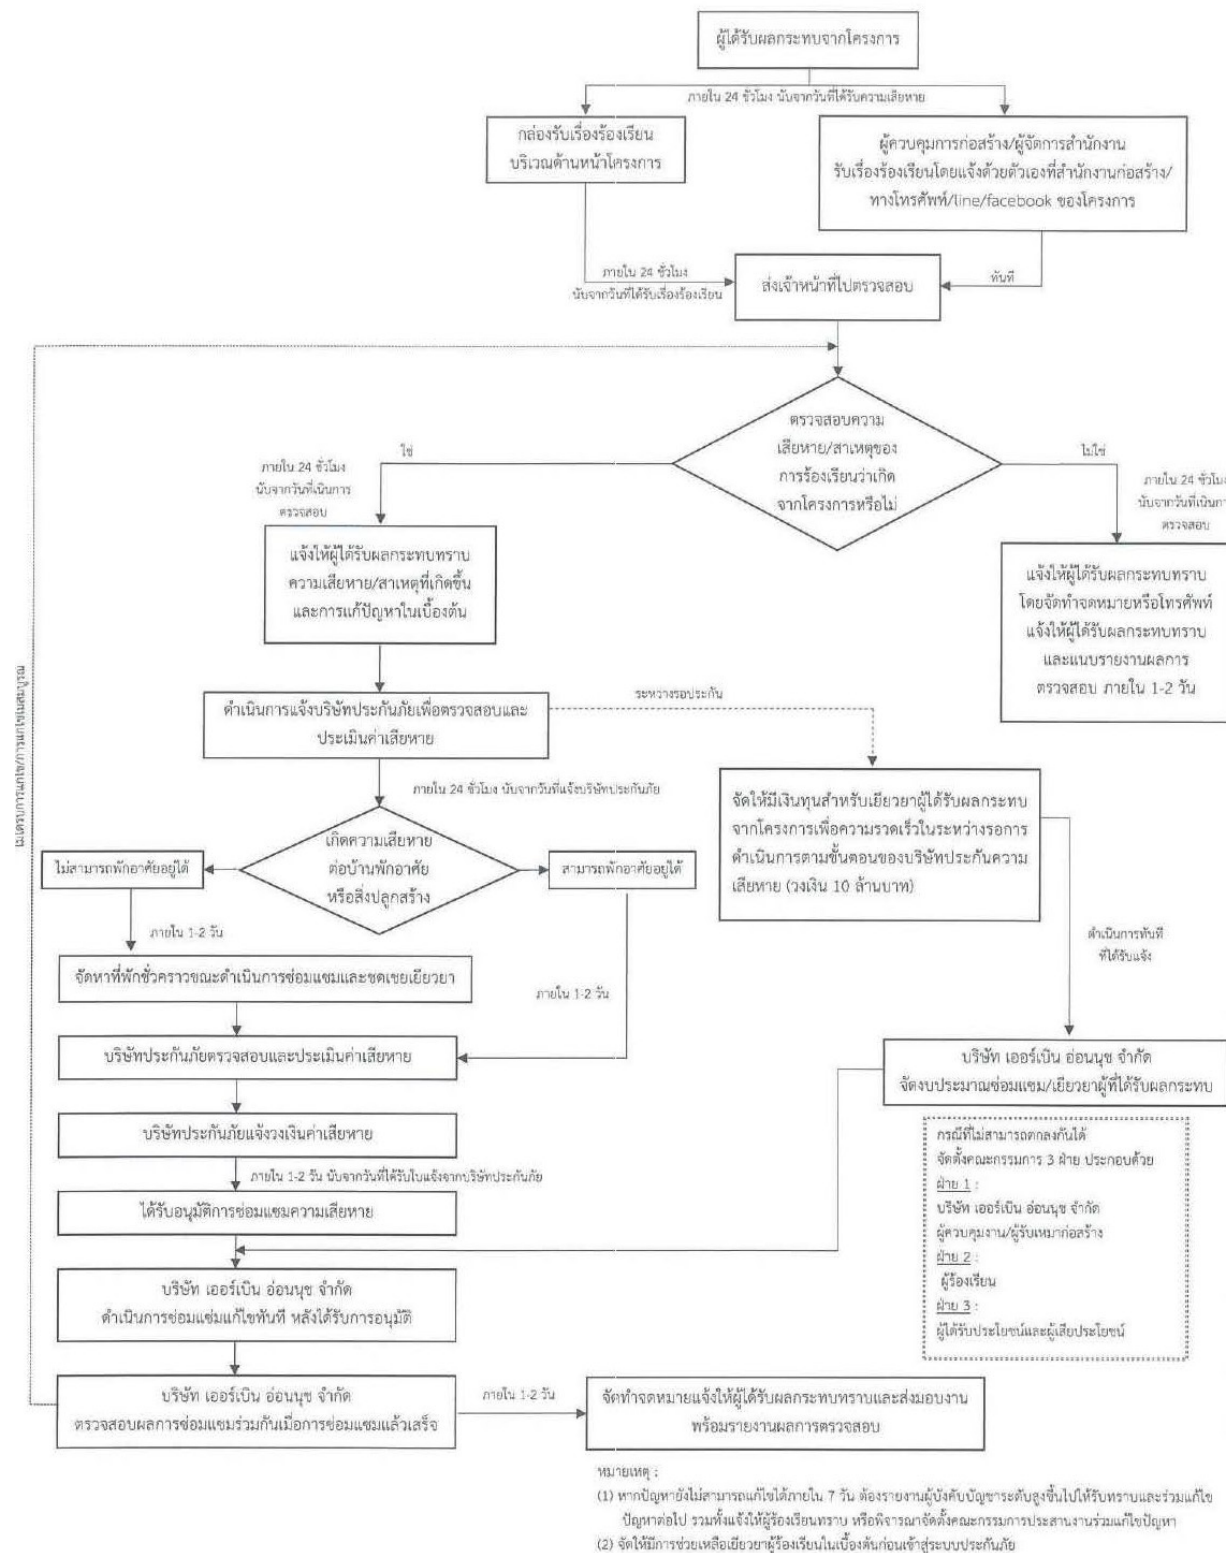 ผู้ได้รับผลกระทบจากโครงการ
ภายใน 24 ชั่วโมง นับจากวันที่ได้รับความเสียหาย
กล่องรับเรื่องร้องเรียน
บริเวณด้านหน้าโครงการ
ผู้ควบคุมการก่อสร้าง/ผู้จัดการสำนักงาน
รับเรื่องร้องเรียนโดยแจ้งด้วยตัวเองที่สำนักงานก่อสร้าง/
ทางโทรศัพท์/line/facebook ของโครงการ
ภายใน 24 ชั่วโมง
นับจากวันที่ได้รับเรื่องร้องเรียน
ส่งเจ้าหน้าที่ไปตรวจสอบ
ทันที
ตรวจสอบความ
เสียหาย/สาเหตุของ
การร้องเรียนว่าเกิด
จากโครงการหรือไม่
ใช่
ภายใน 24 ชั่วโมง
นับจากวันที่เนินการ
ตรวจสอบ
ไม่ใช่
ภายใน 24 ชั่วโมง
นับจากวันที่เนินการ
ตรวจสอบ
แจ้งให้ผู้ได้รับผลกระทบทราบ
ความเสียหาย/สาเหตุที่เกิดขึ้น
และการแก้ปัญหาในเบื้องต้น
แจ้งให้ผู้ได้รับผลกระทบทราบ
โดยจัดทำจดหมายหรือโทรศัพท์
แจ้งให้ผู้ได้รับผลกระทบทราบ
และแนบรายงานผลการ
ตรวจสอบ ภายใน 1-2 วัน
ไม่ได้รับการแก้ไข/การแก้ไขไม่สมบูรณ์
ดำเนินการแจ้งบริษัทประกันภัยเพื่อตรวจสอบและ
ประเมินค่าเสียหาย
ระหว่างรอประกัน
ภายใน 24 ชั่วโมง นับจากวันที่แจ้งบริษัทประกันภัย
จัดให้มีเงินทุนสำหรับเยียวยาผู้ได้รับผลกระทบ
จากโครงการเพื่อความรวดเร็วในระหว่างรอการ
ดำเนินการตามขั้นตอนของบริษัทประกันความ
เสียหาย (วงเงิน 10 ล้านบาท)
เกิดความเสียหาย
ต่อบ้านพักอาศัย
หรือสิ่งปลูกสร้าง
ไม่สามารถพักอาศัยอยู่ได้
สามารถพักอาศัยอยู่ได้
ภายใน 1-2 วัน
ดำเนินการทันที
ที่ได้รับแจ้ง
จัดหาที่พักชั่วคราวขณะดำเนินการซ่อมแซมและชดเชยเยียวยา
ภายใน 1-2 วัน
บริษัทประกันภัยตรวจสอบและประเมินค่าเสียหาย
บริษัท เออร์เบิน อ่อนนุช จำกัด
จัดงบประมาณซ่อมแซม/เยียวยาผู้ที่ได้รับผลกระทบ
บริษัทประกันภัยแจ้งวงเงินค่าเสียหาย
ภายใน 1-2 วัน นับจากวันที่ได้รับใบแจ้งจากบริษัทประกันภัย
ได้รับอนุมัติการซ่อมแซมความเสียหาย
กรณีที่ไม่สามารถตกลงกันได้
จัดตั้งคณะกรรมการ 3 ฝ่าย ประกอบด้วย
ฝ่าย 1 :
บริษัท เออร์เบิน อ่อนนุช จำกัด
ผู้ควบคุมงาน/ผู้รับเหมาก่อสร้าง
ฝ่าย 2 :
ผู้ร้องเรียน
ฝ่าย 3 :
ผู้ได้รับประโยชน์และผู้เสียประโยชน์
บริษัท เออร์เบิน อ่อนนุช จำกัด
ดำเนินการซ่อมแซ่มแก้ไขทันที หลังได้รับการอนุมัติ
บริษัท เออร์เบิน อ่อนนุช จำกัด
ตรวจสอบผลการซ่อมแซมร่วมกันเมื่อการซ่อมแซมแล้วเสร็จ
ภายใน 1-2 วัน
จัดทำจดหมายแจ้งให้ผู้ได้รับผลกระทบทราบและส่งมอบงาน
พร้อมรายงานผลการตรวจสอบ
หมายเหตุ :
(1) หากปัญหายังไม่สามารถแก้ไขได้ภายใน 7 วัน ต้องรายงานผู้บังคับบัญชาระดับสูงขึ้นไปให้รับทราบและร่วมแก้ไข
ปัญหาต่อไป รวมทั้งแจ้งให้ผู้ร้องเรียนทราบ หรือพิจารณาจัดตั้งคณะกรรมการประสานงานร่วมแก้ไขปัญหา
(2) จัดให้มีการช่วยเหลือเยียวยาผู้ร้องเรียนในเบื้องต้นก่อนเข้าสู่ระบบประกันภัย